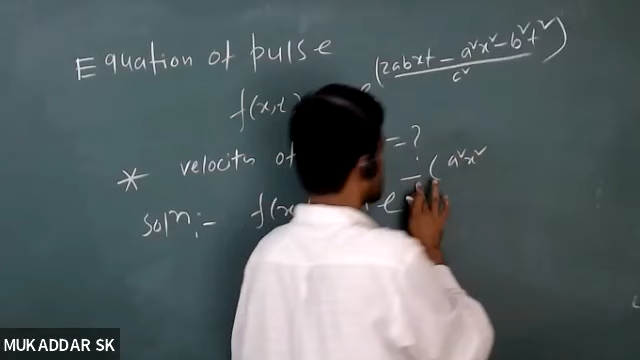 Equation of pulse
f(x,t) e^(2abxt - a²x² - b²t²)/c²
* velocity of = ?
Solⁿ:- f(x e^-(a²x²
MUKADDAR SK